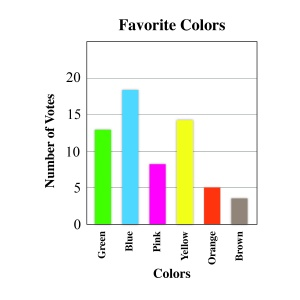 Favorite Colors
Number of Votes
20
15
10
5
0
Green
Blue
Pink
Yellow
Orange
Brown
Colors